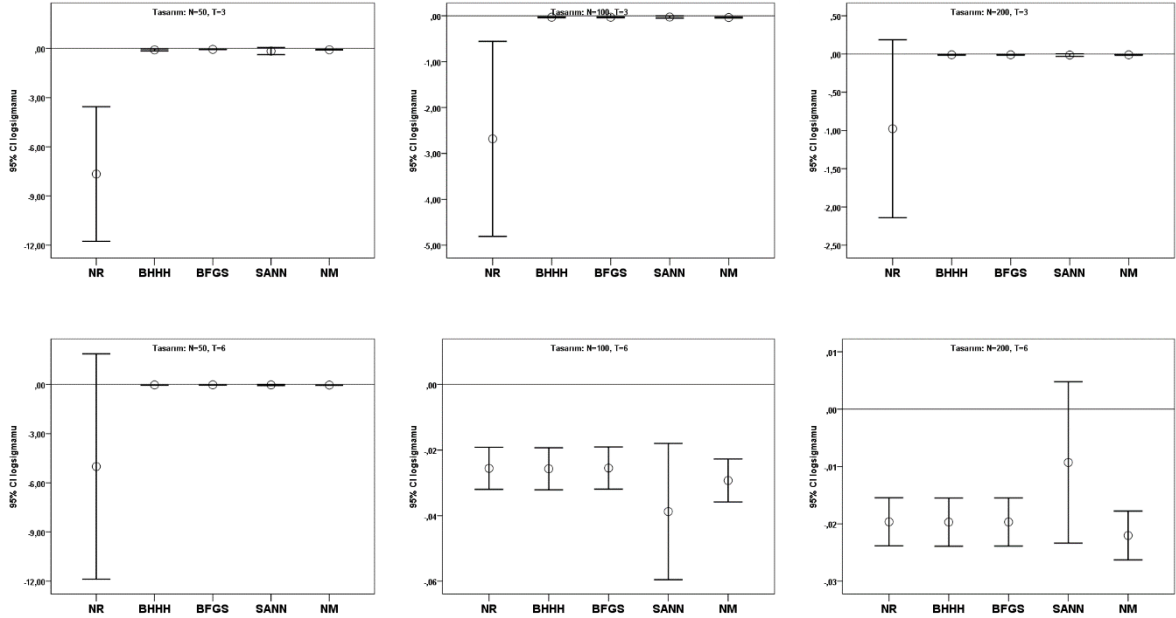 Tasarım: N=50, T=3
95% CI logsigmamu
,00
-3,00
-6,00
-9,00
-12,00
NR BHHH BFGS SANN NM
Tasarım: N=100, T=3
95% CI logsigmamu
,00
-1,00
-2,00
-3,00
-4,00
-5,00
NR BHHH BFGS SANN NM
Tasarım: N=200, T=3
95% CI logsigmamu
,50
,00
-,50
-1,00
-1,50
-2,00
-2,50
NR BHHH BFGS SANN NM
Tasarım: N=50, T=6
95% CI logsigmamu
,00
-3,00
-6,00
-9,00
-12,00
NR BHHH BFGS SANN NM
Tasarım: N=100, T=6
95% CI logsigmamu
,00
-,02
-,04
-,06
NR BHHH BFGS SANN NM
Tasarım: N=200, T=6
95% CI logsigmamu
,01
,00
-,01
-,02
-,03
NR BHHH BFGS SANN NM